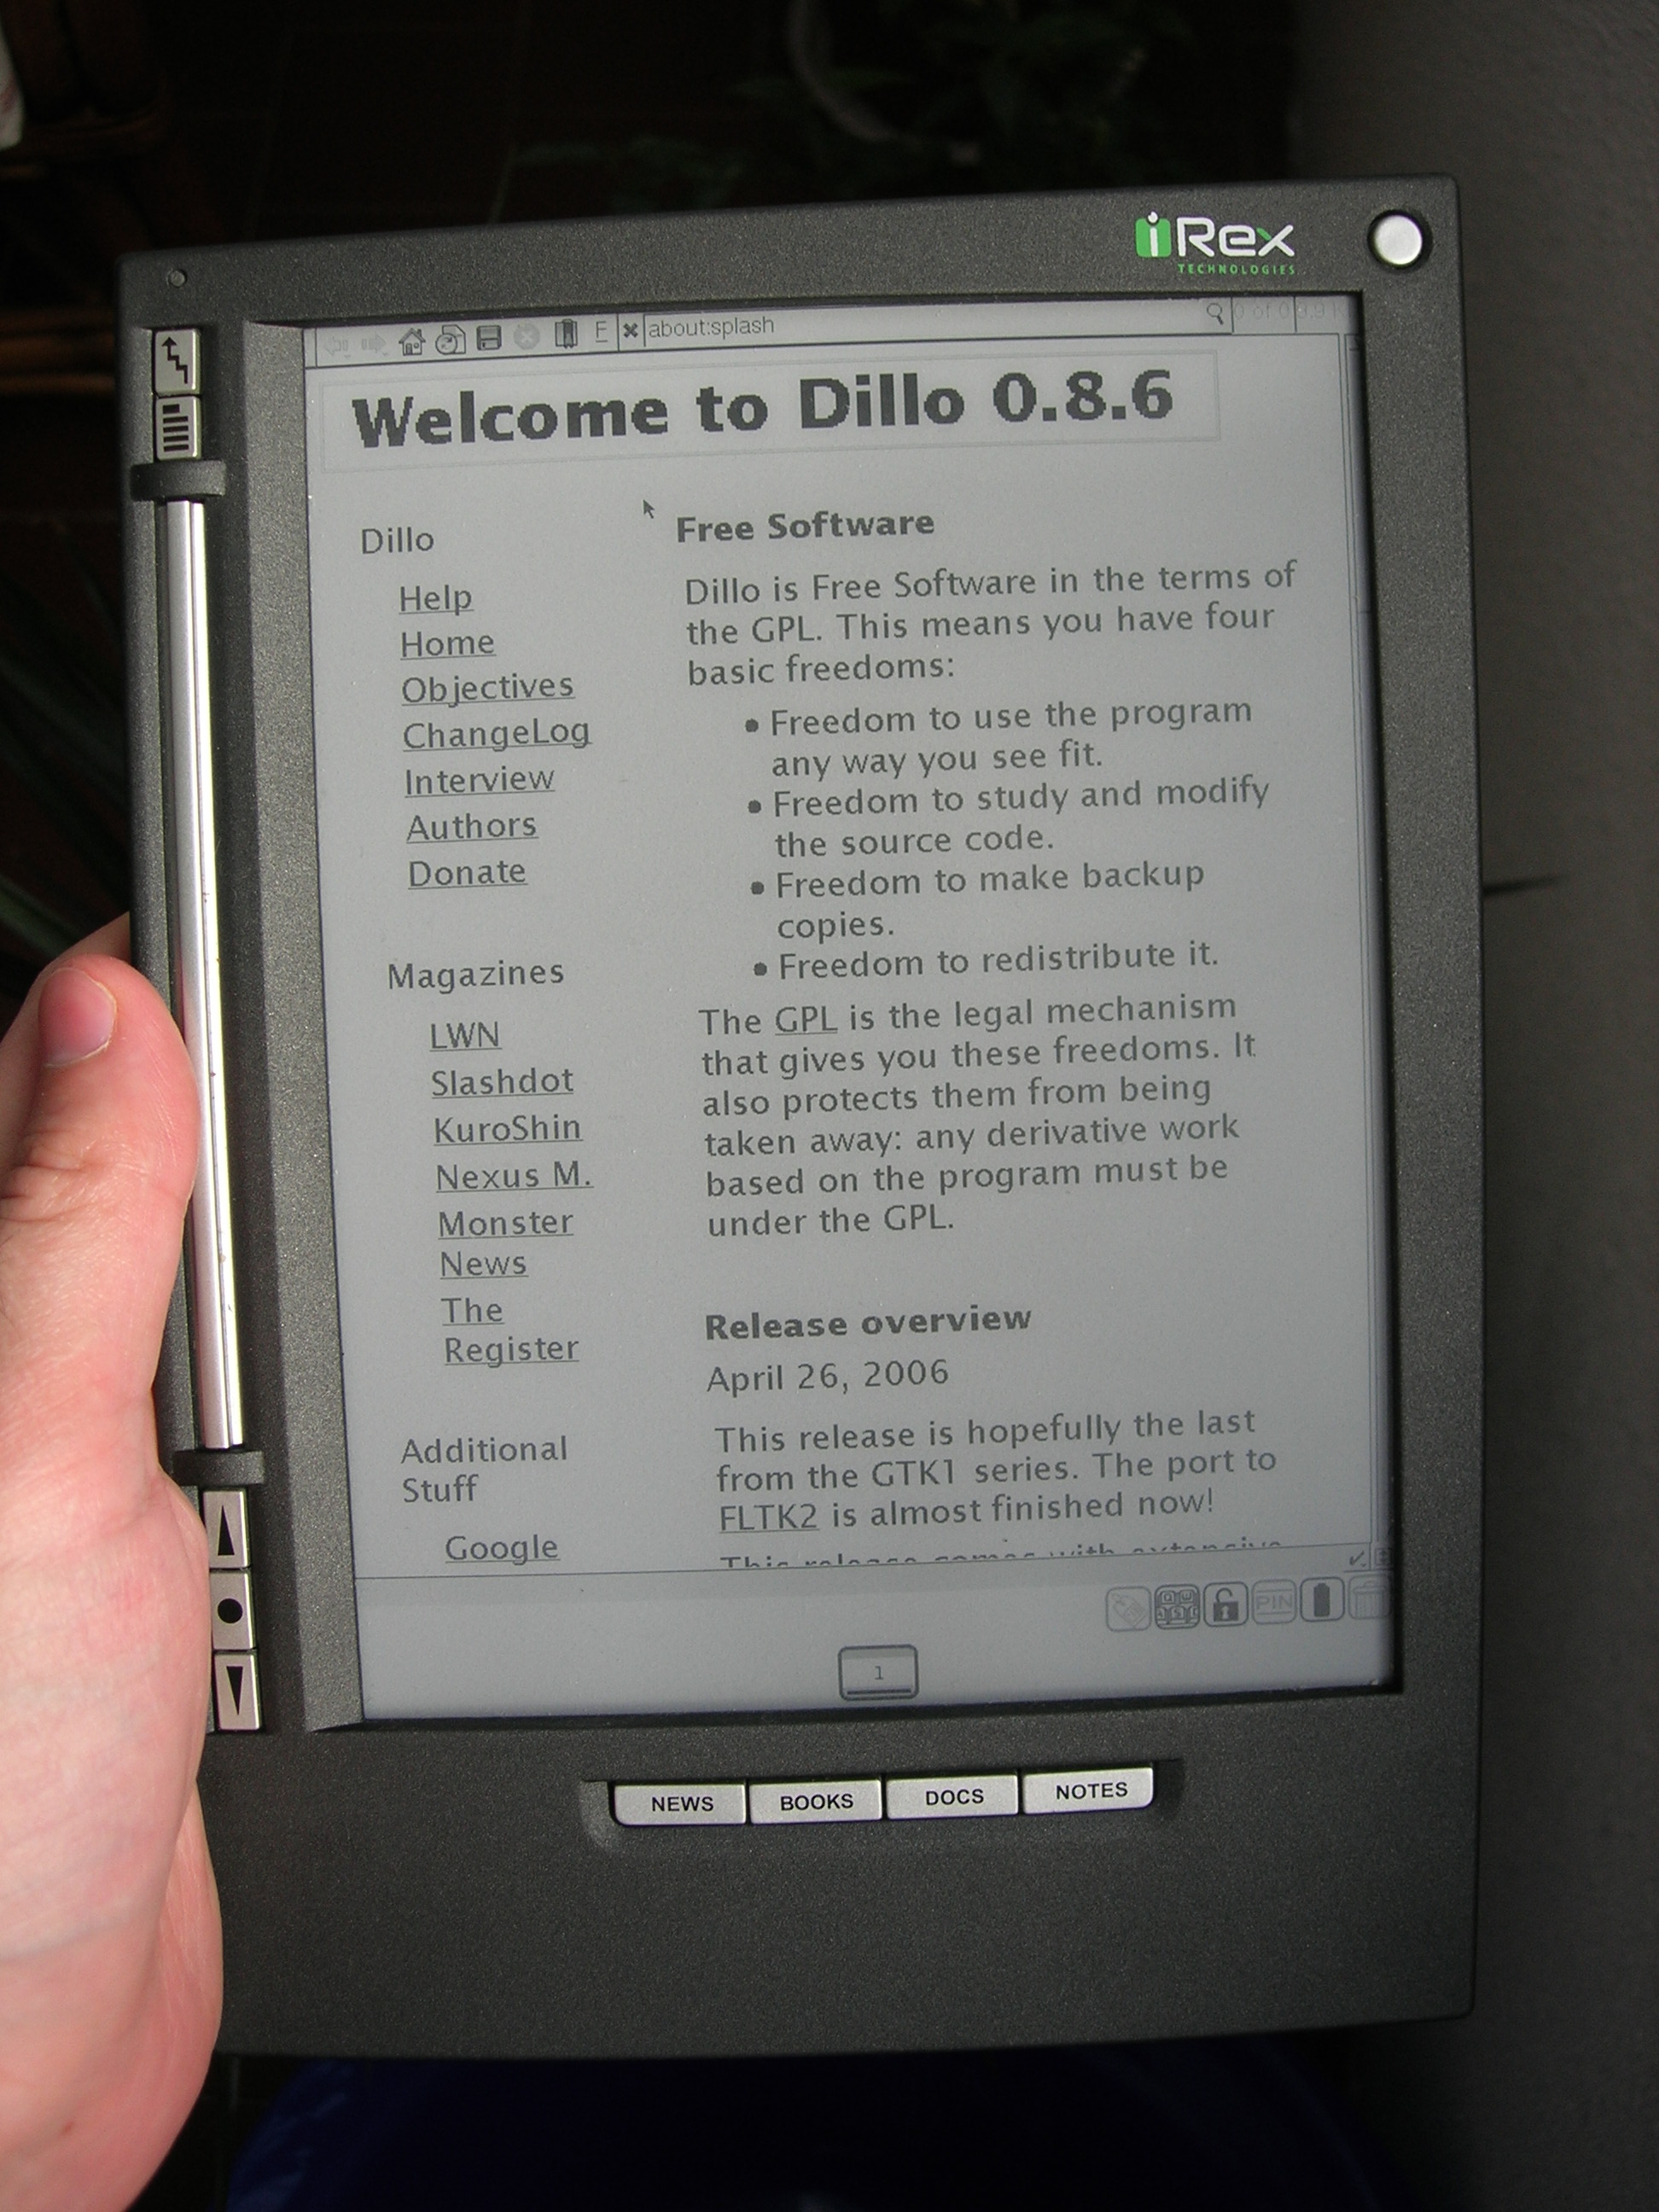 iRex
TECHNOLOGIES
about:splash
Welcome to Dillo 0.8.6
Dillo
Help
Home
Objectives
ChangeLog
Interview
Authors
Donate
Magazines
LWN
Slashdot
KuroShin
Nexus M.
Monster
News
The
Register
Additional
Stuff
Google
Free Software
Dillo is Free Software in the terms of
the GPL. This means you have four
basic freedoms:
• Freedom to use the program
any way you see fit.
• Freedom to study and modify
the source code.
• Freedom to make backup
copies.
• Freedom to redistribute it.
The GPL is the legal mechanism
that gives you these freedoms. It
also protects them from being
taken away: any derivative work
based on the program must be
under the GPL.
Release overview
April 26, 2006
This release is hopefully the last
from the GTK1 series. The port to
FLTK2 is almost finished now!
This release comes with extensive
PIN
1
NEWS
BOOKS
DOCS
NOTES